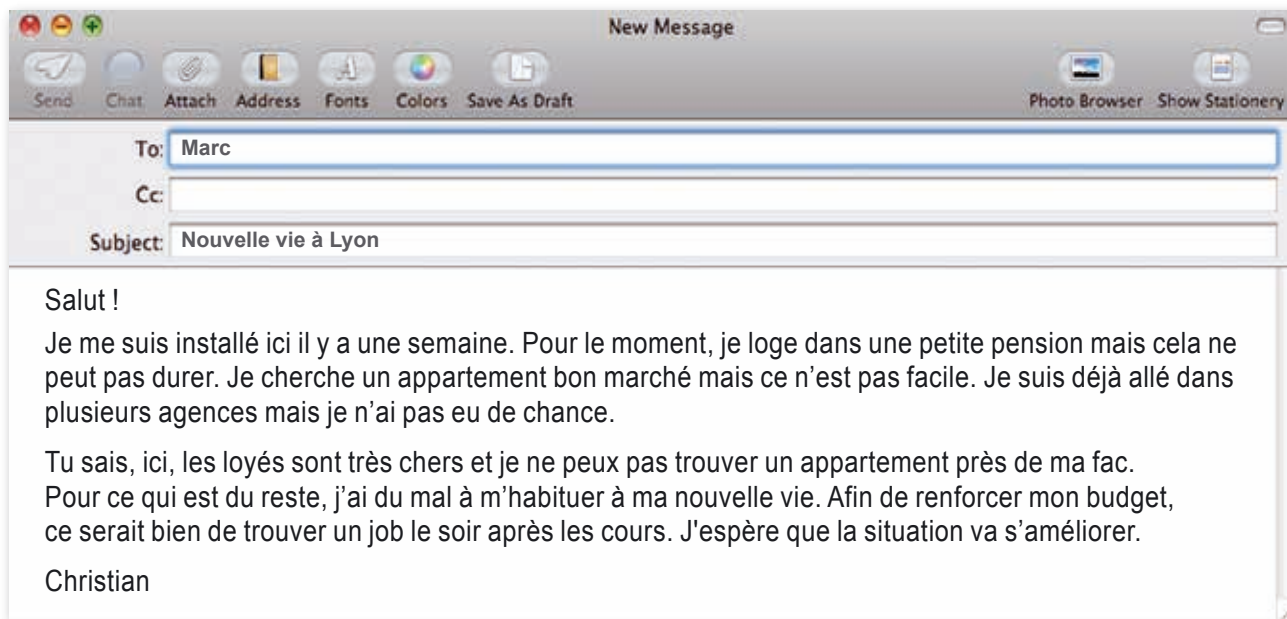 New Message
Send Chat Attach Address Fonts Colors Save As Draft Photo Browser Show Stationery
To: Marc
Cc:
Subject: Nouvelle vie à Lyon
Salut !
Je me suis installé ici il y a une semaine. Pour le moment, je loge dans une petite pension mais cela ne
peut pas durer. Je cherche un appartement bon marché mais ce n’est pas facile. Je suis déjà allé dans
plusieurs agences mais je n’ai pas eu de chance.
Tu sais, ici, les loyés sont très chers et je ne peux pas trouver un appartement près de ma fac.
Pour ce qui est du reste, j’ai du mal à m’habituer à ma nouvelle vie. Afin de renforcer mon budget,
ce serait bien de trouver un job le soir après les cours. J'espère que la situation va s’améliorer.
Christian